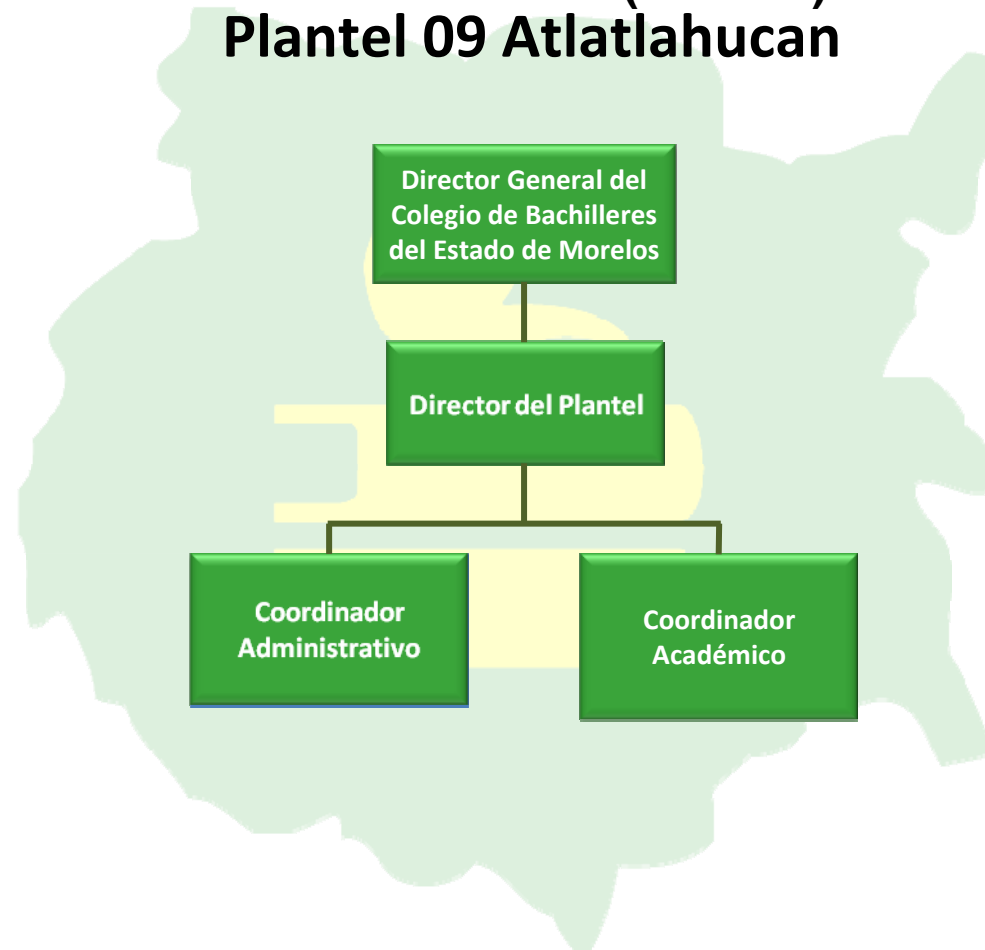 Plantel 09 Atlatlahucan
Director General del
Colegio de Bachilleres
del Estado de Morelos
Director del Plantel
Coordinador
Administrativo
Coordinador
Académico